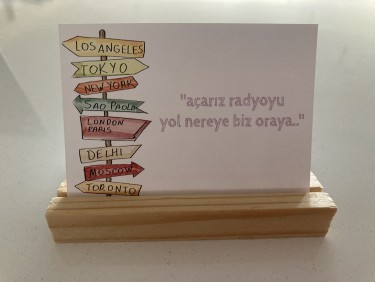 LOS ANGELES
TOKYO
NEW YORK
SAO PAOLO
LONDON
PARIS
DELHI
MOSCOW
TORONTO
"açarız radyoyu
yol nereye biz oraya.."